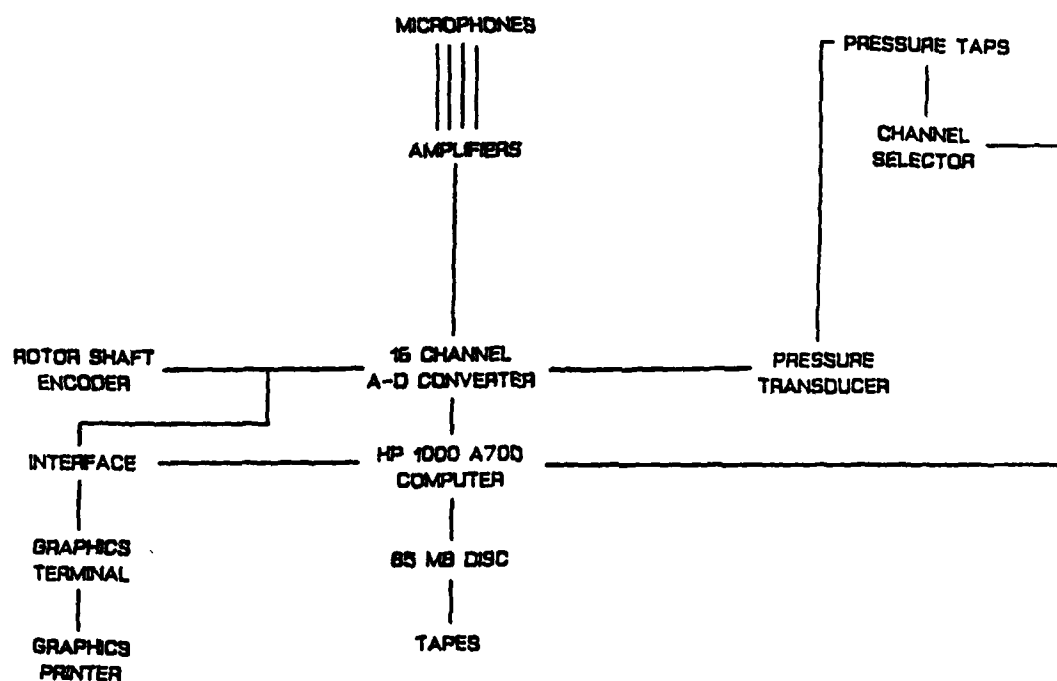 MICROPHONES
PRESSURE TAPS
AMPLIFIERS
CHANNEL
SELECTOR
ROTOR SHAFT
ENCODER
16 CHANNEL
A-D CONVERTER
PRESSURE
TRANSDUCER
INTERFACE
HP 1000 A700
COMPUTER
GRAPHICS
TERMINAL
65 MB DISC
GRAPHICS
PRINTER
TAPES